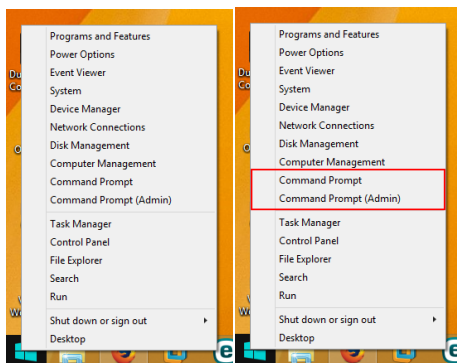 Programs and Features
Power Options
Event Viewer
System
Device Manager
Network Connections
Disk Management
Computer Management
Command Prompt
Command Prompt (Admin)
Task Manager
Control Panel
File Explorer
Search
Run
Shut down or sign out
Desktop
Programs and Features
Power Options
Event Viewer
System
Device Manager
Network Connections
Disk Management
Computer Management
Command Prompt
Command Prompt (Admin)
Task Manager
Control Panel
File Explorer
Search
Run
Shut down or sign out
Desktop